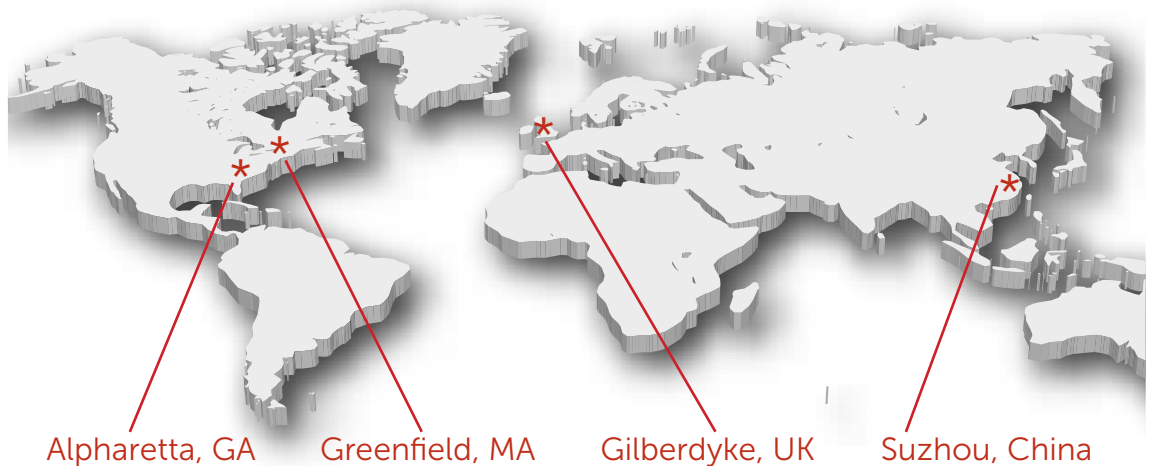 Alpharetta, GA
Greenfield, MA
Gilberdyke, UK
Suzhou, China